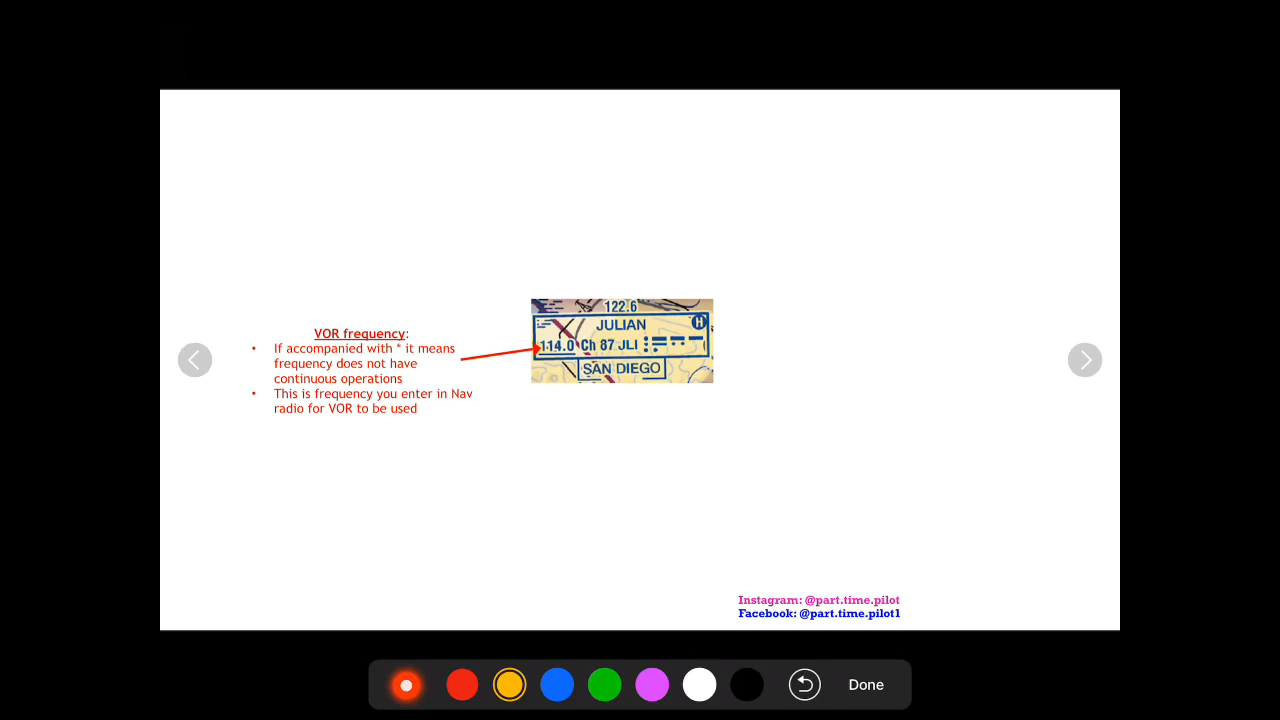 VOR frequency:
• If accompanied with * it means
frequency does not have
continuous operations
• This is frequency you enter in Nav
radio for VOR to be used
122.6
JULIAN H
114.0 Ch 87 JLI
SAN DIEGO
Instagram: @part.time.pilot
Facebook: @part.time.pilot1
Done